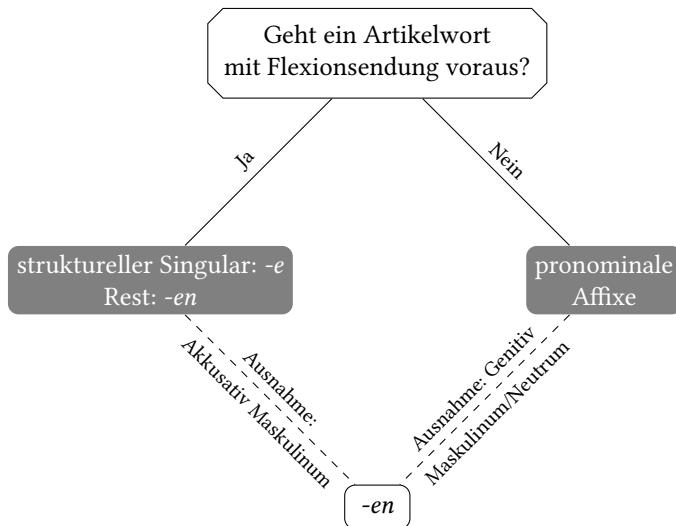 Geht ein Artikelwort
mit Flexionsendung voraus?
Ja
Nein
struktureller Singular: -e
Rest: -en
pronominale
Affixe
Ausnahme:
Akkusativ Maskulinum
Ausnahme: Genitiv
Maskulinum/Neutrum
-en